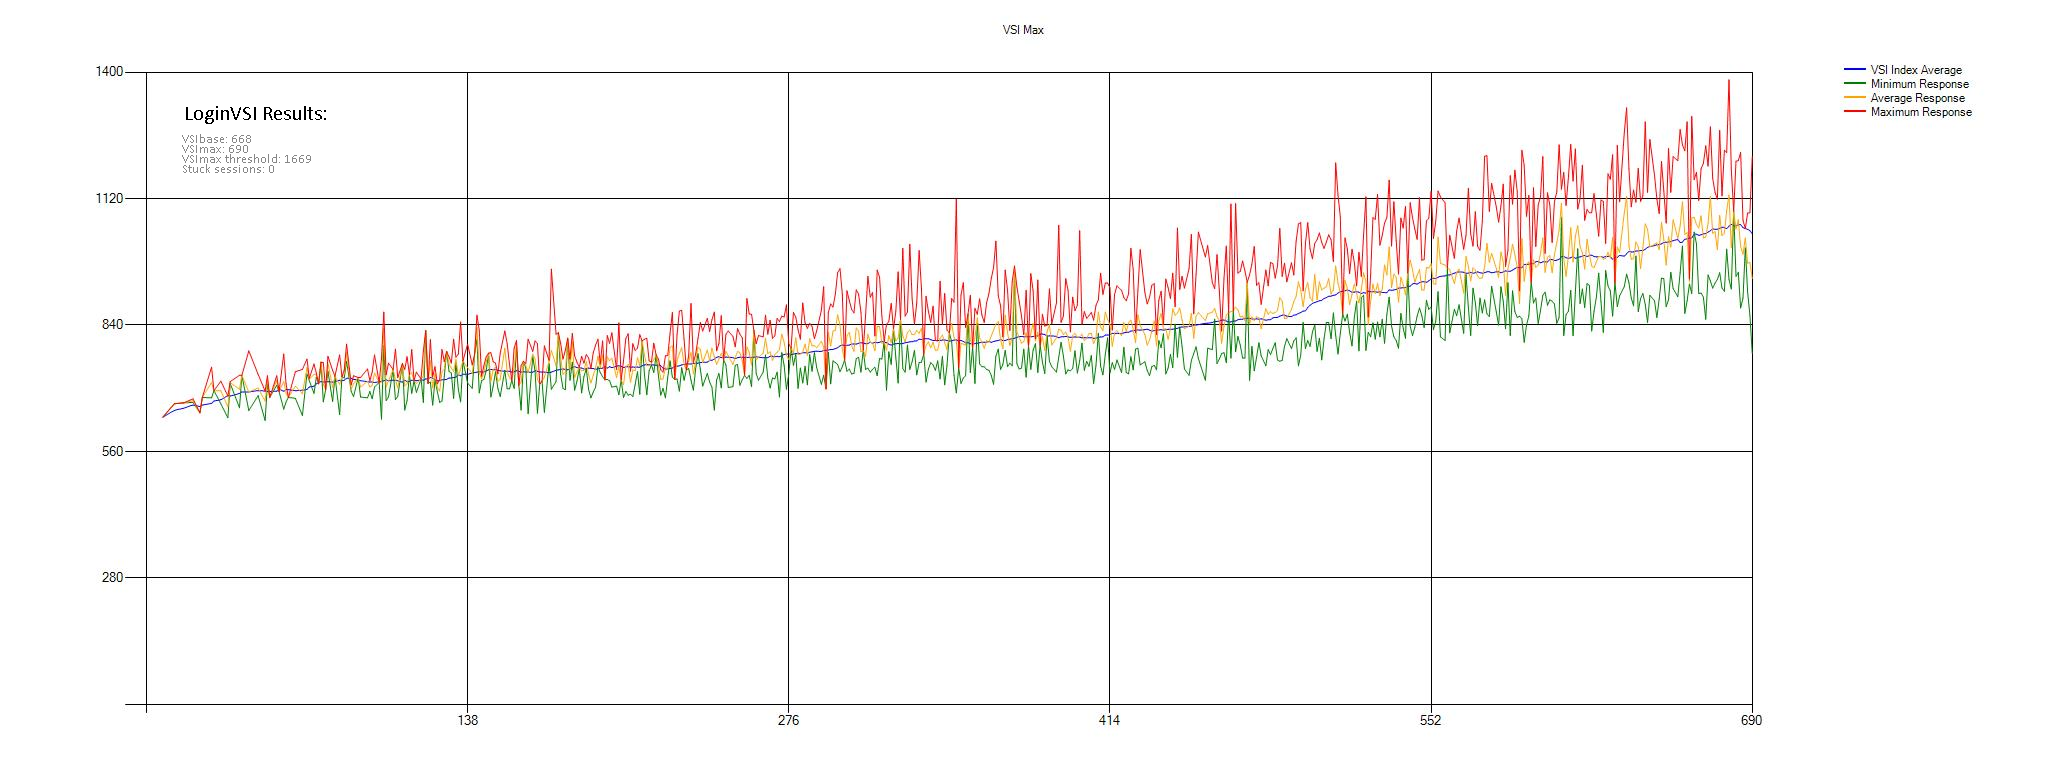 VSI Max
1400
1120
840
560
280
LoginVSI Results:
VSIbase: 668
VSImax: 690
VSImax threshold: 1669
Stuck sessions: 0
138
276
414
552
690
VSI Index Average
Minimum Response
Average Response
Maximum Response